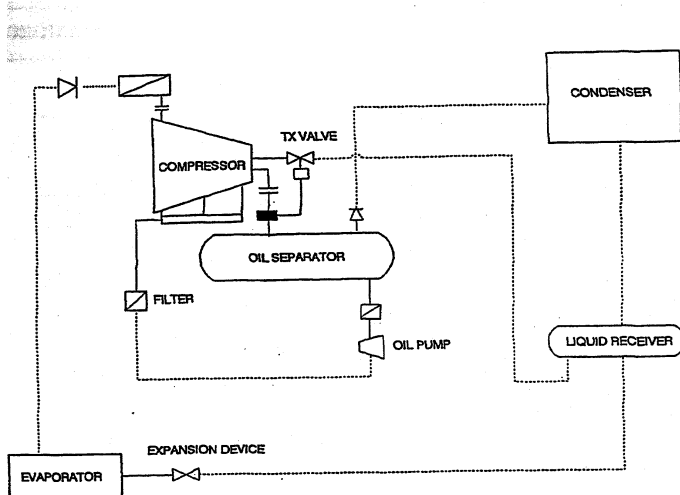 CONDENSER
TX VALVE
COMPRESSOR
OIL SEPARATOR
FILTER
OIL PUMP
LIQUID RECEIVER
EXPANSION DEVICE
EVAPORATOR